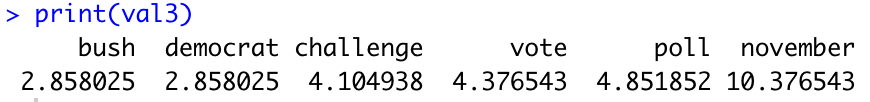 > print(val3)
bush democrat challenge vote poll november
2.858025 2.858025 4.104938 4.376543 4.851852 10.376543